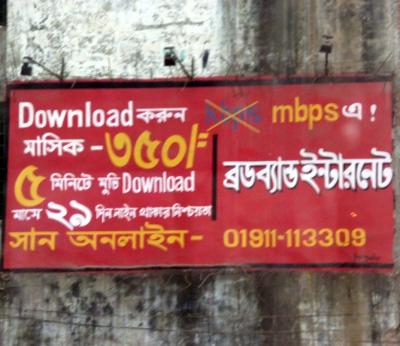 Download করুন kbps mbps এ !
মাসিক - ৩৫০/=
৫ মিনিটে মুভি Download
মাসে ২৯ দিন লাইন থাকার নিশ্চয়তা
ব্রডব্যান্ড ইন্টারনেট
সান অনলাইন - 01911-113309